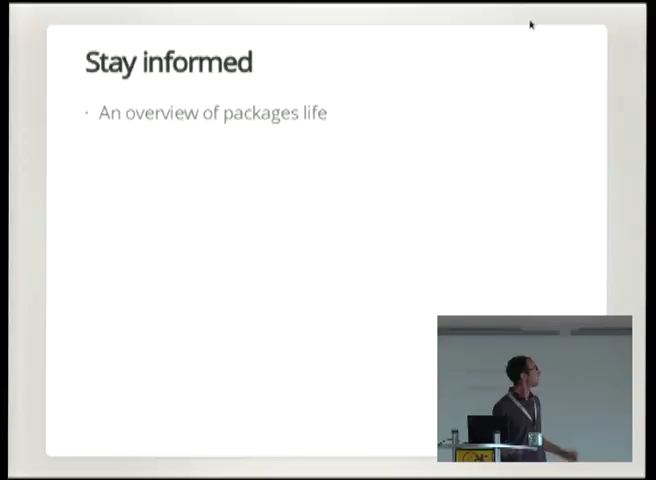 Stay informed
· An overview of packages life